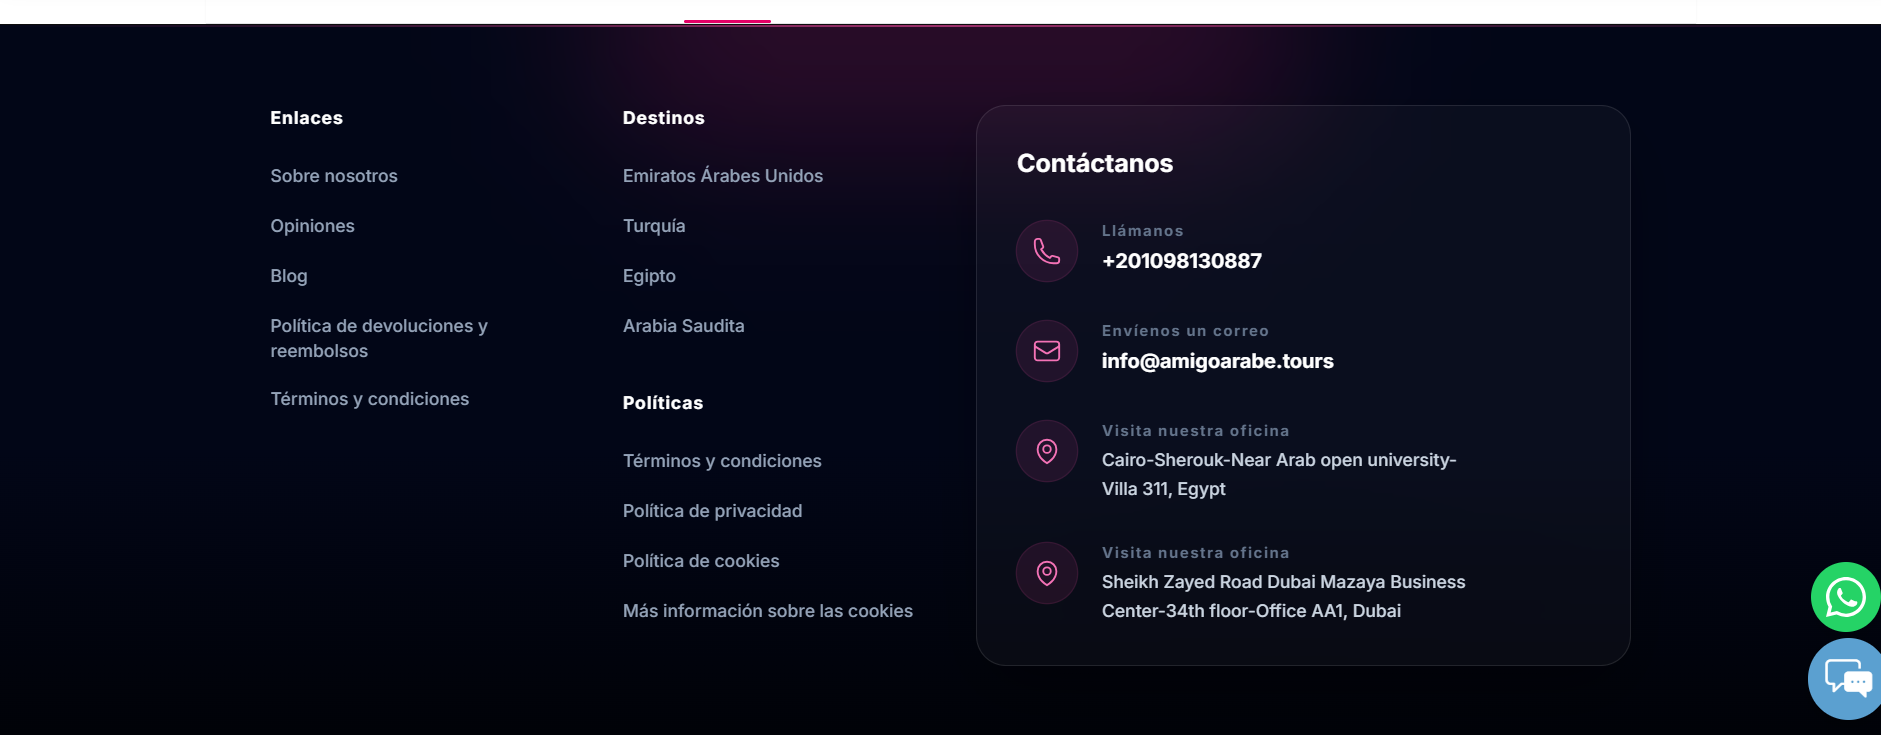 Enlaces
Sobre nosotros
Opiniones
Blog
Política de devoluciones y
reembolsos
Términos y condiciones
Destinos
Emiratos Árabes Unidos
Turquía
Egipto
Arabia Saudita
Políticas
Términos y condiciones
Política de privacidad
Política de cookies
Más información sobre las cookies
Contáctanos
Llámanos
+201098130887
Envíenos un correo
info@amigoarabe.tours
Visita nuestra oficina
Cairo-Sherouk-Near Arab open university-
Villa 311, Egypt
Visita nuestra oficina
Sheikh Zayed Road Dubai Mazaya Business
Center-34th floor-Office AA1, Dubai